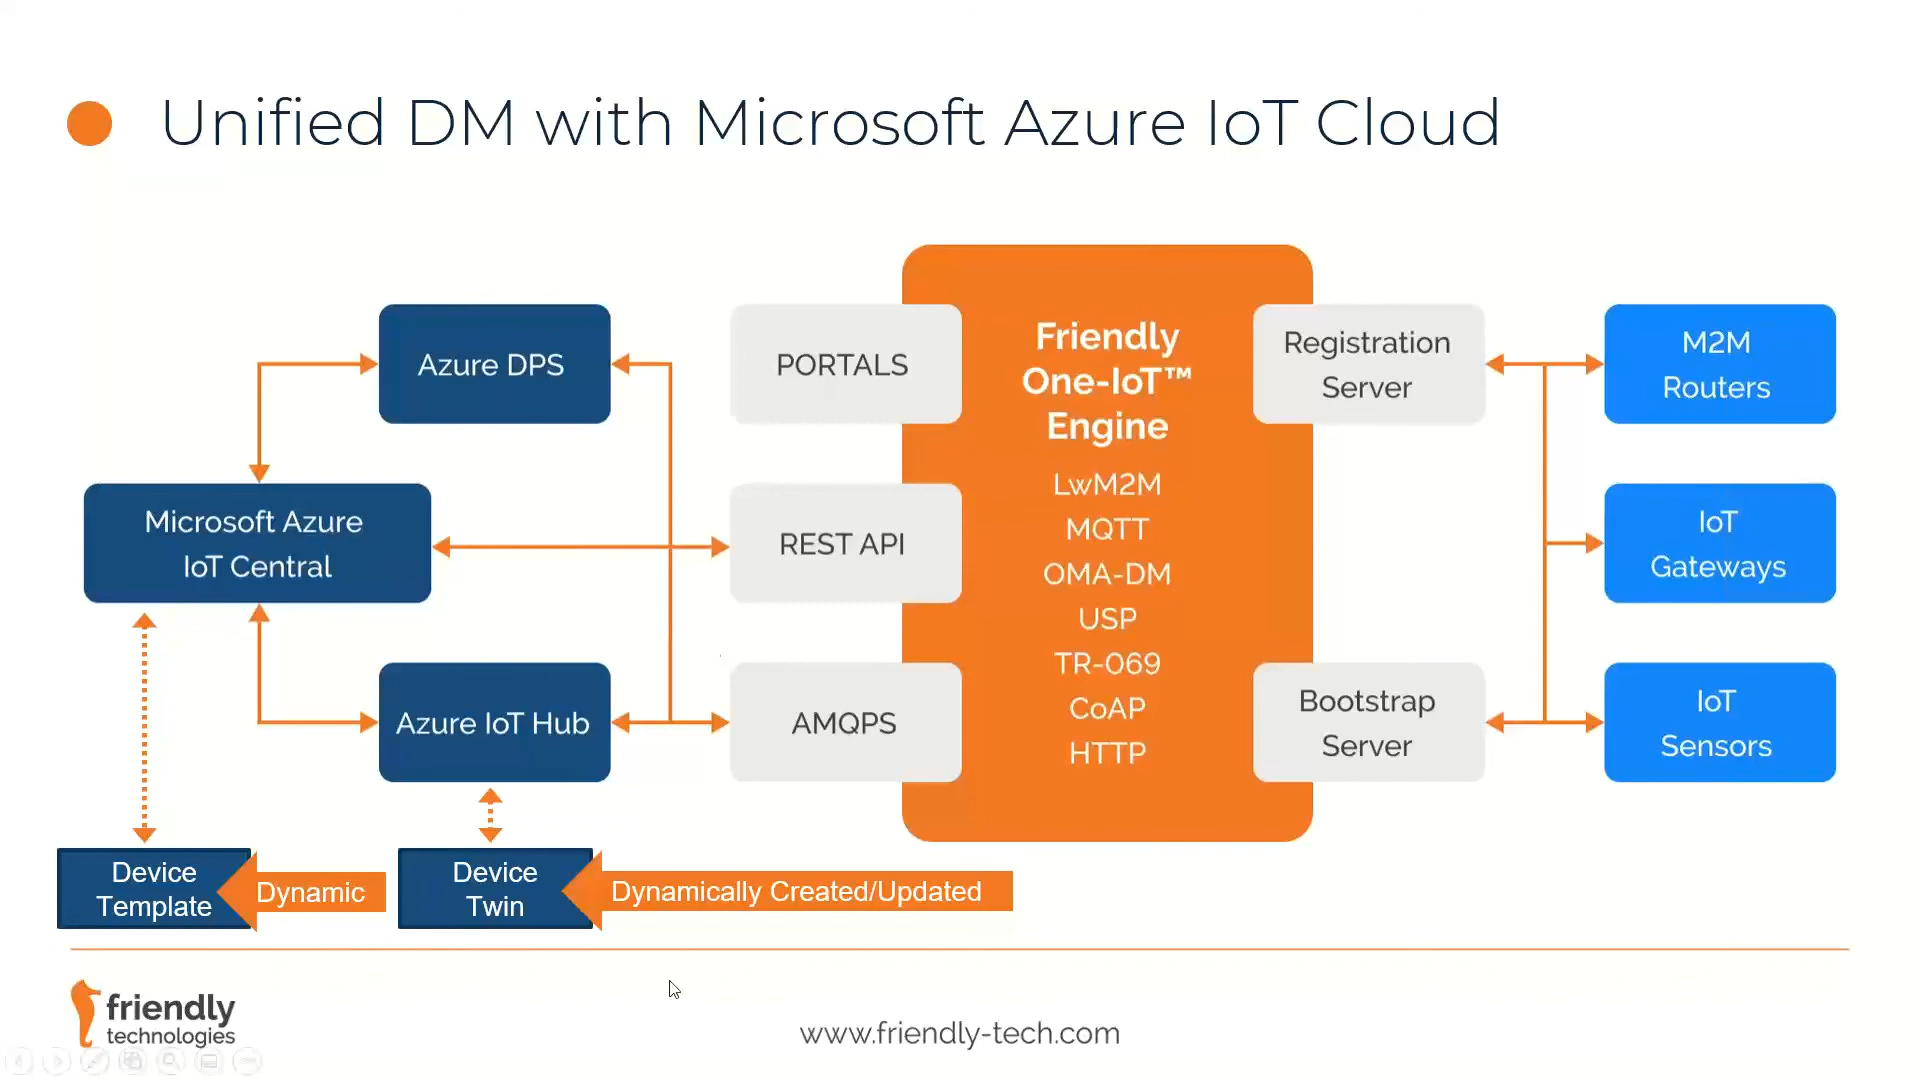 Unified DM with Microsoft Azure IoT Cloud
Azure DPS
Microsoft Azure
IoT Central
Azure IoT Hub
Device
Template
Dynamic
Device
Twin
Dynamically Created/Updated
PORTALS
REST API
AMQPS
Friendly
One-IoT™
Engine
LwM2M
MQTT
OMA-DM
USP
TR-069
CoAP
HTTP
Registration
Server
Bootstrap
Server
M2M
Routers
IoT
Gateways
IoT
Sensors
friendly
technologies
www.friendly-tech.com